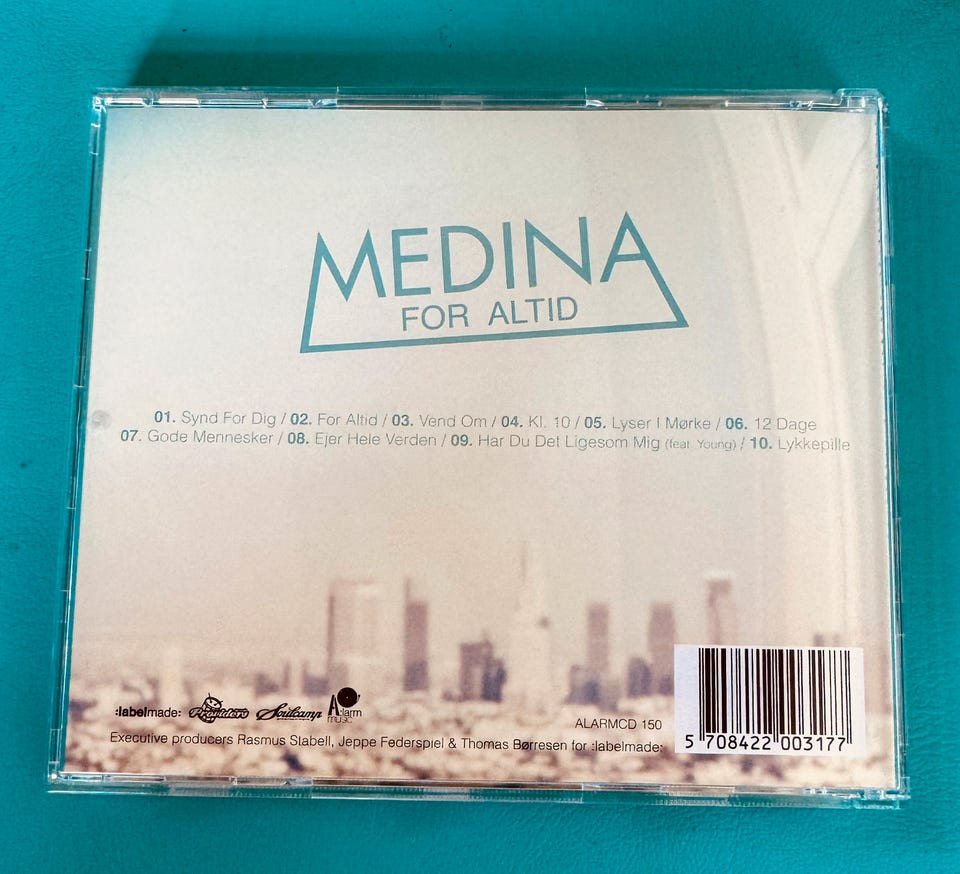 MEDINA
FOR ALTID
01. Synd For Dig / 02. For Altid / 03. Vend Om / 04. Kl. 10 / 05. Lyser I Mørke / 06. 12 Dage
07. Gode Mennesker / 08. Ejer Hele Verden / 09. Har Du Det Ligesom Mig (feat. Young) / 10. Lykkepille
:labelmade: Providers Soulcamp A:larm music
ALARMCD 150
Executive producers Rasmus Stabell, Jeppe Federspiel & Thomas Børresen for :labelmade:
5 708422 003177